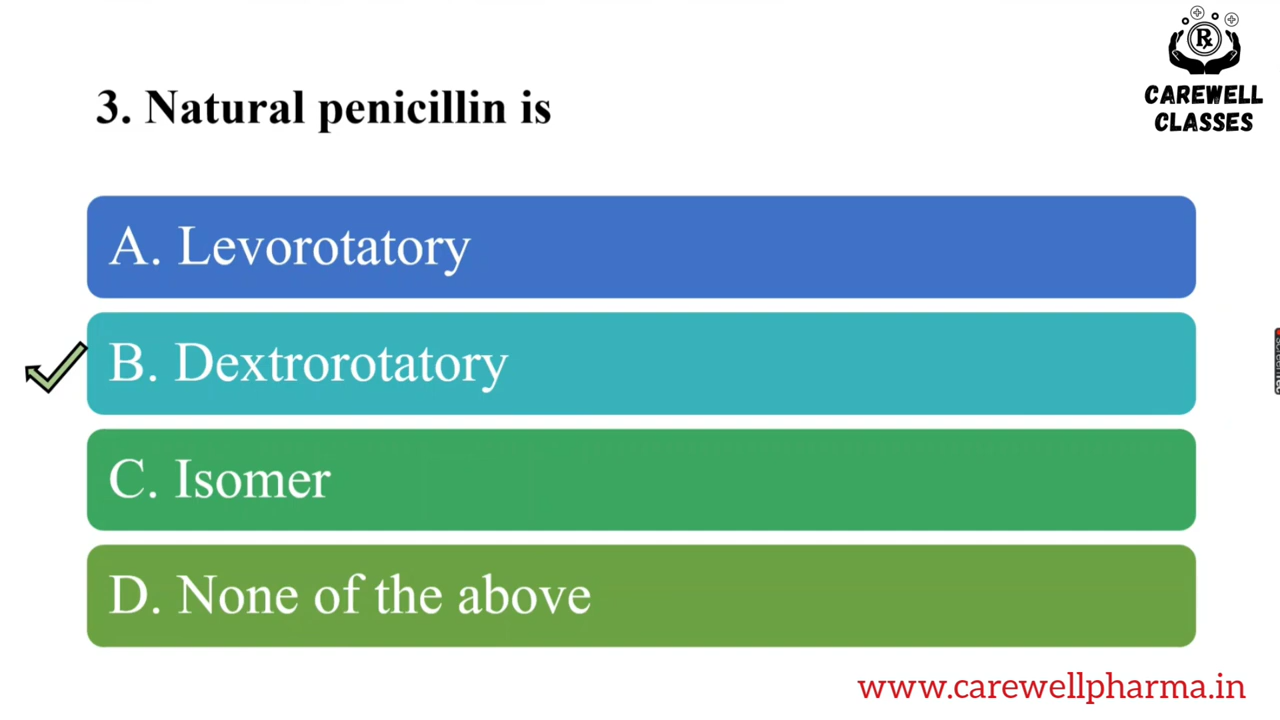 CAREWELL
CLASSES
3. Natural penicillin is
A. Levorotatory
B. Dextrorotatory
C. Isomer
D. None of the above
www.carewellpharma.in